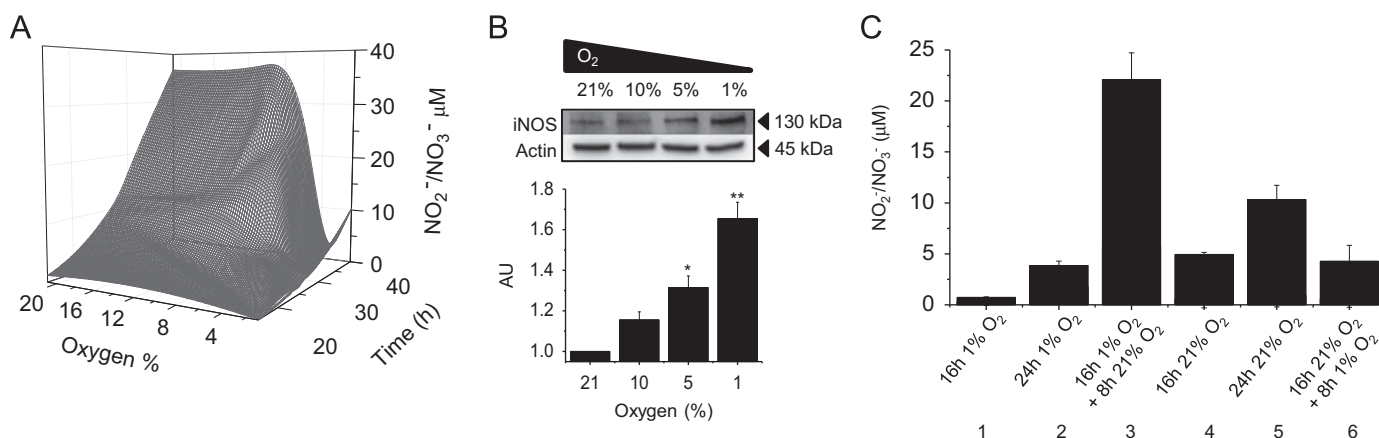 A
40
30
20
10
0
NO₂⁻/NO₃⁻ μM
20
16
12
8
4
Oxygen %
40
30
20
Time (h)
B
O₂
21% 10% 5% 1%
iNOS 130 kDa
Actin 45 kDa
1.8
1.6
1.4
1.2
1.0
AU
*
**
21 10 5 1
Oxygen (%)
C
25
20
15
10
5
0
NO₂⁻/NO₃⁻ (μM)
16h 1% O₂
24h 1% O₂
16h 1% O₂
+ 8h 21% O₂
16h 21% O₂
24h 21% O₂
16h 21% O₂
+ 8h 1% O₂
1 2 3 4 5 6